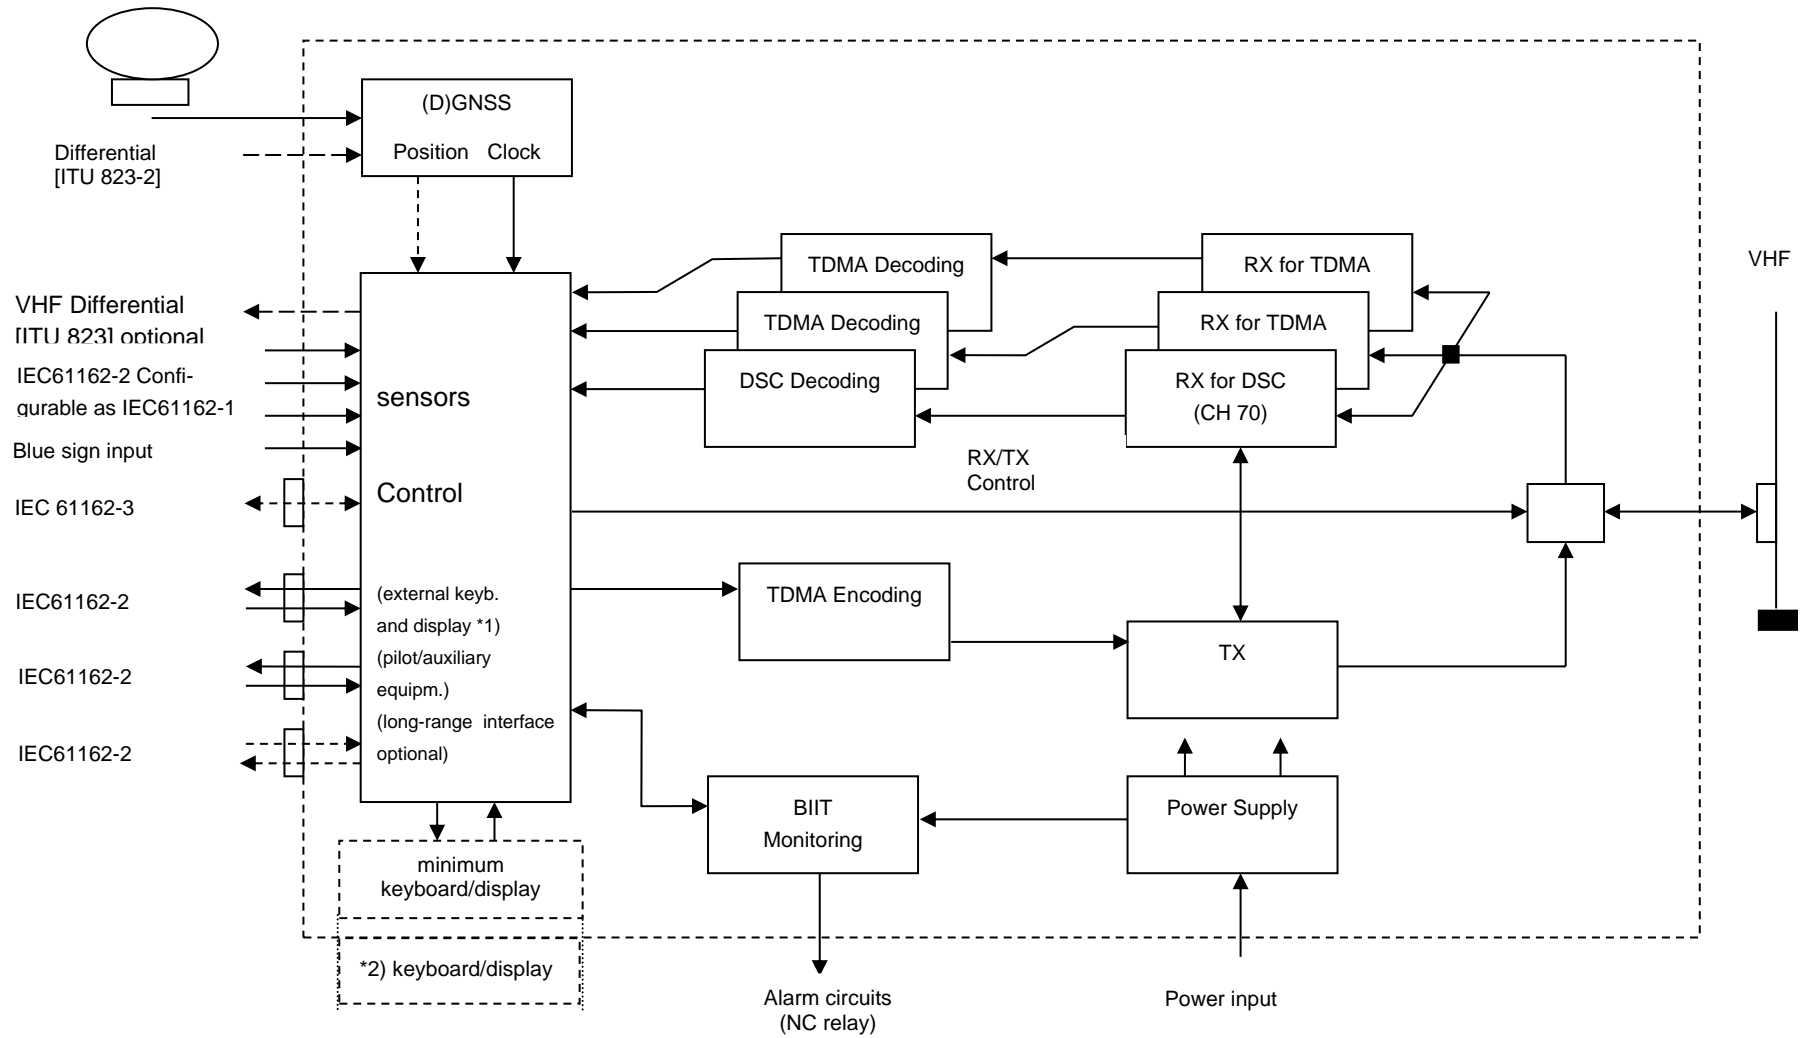 (D)GNSS
Position Clock
Differential
[ITU 823-2]
TDMA Decoding
RX for TDMA
VHF
VHF Differential
[ITU 823] optional
TDMA Decoding
RX for TDMA
IEC61162-2 Confi-
gurable as IEC61162-1
sensors
DSC Decoding
RX for DSC
(CH 70)
Blue sign input
RX/TX
Control
Control
IEC 61162-3
IEC61162-2
(external keyb.
and display *1)
TDMA Encoding
IEC61162-2
(pilot/auxiliary
equipm.)
TX
(long-range interface
optional)
IEC61162-2
BIIT
Monitoring
Power Supply
minimum
keyboard/display
*2) keyboard/display
Alarm circuits
(NC relay)
Power input